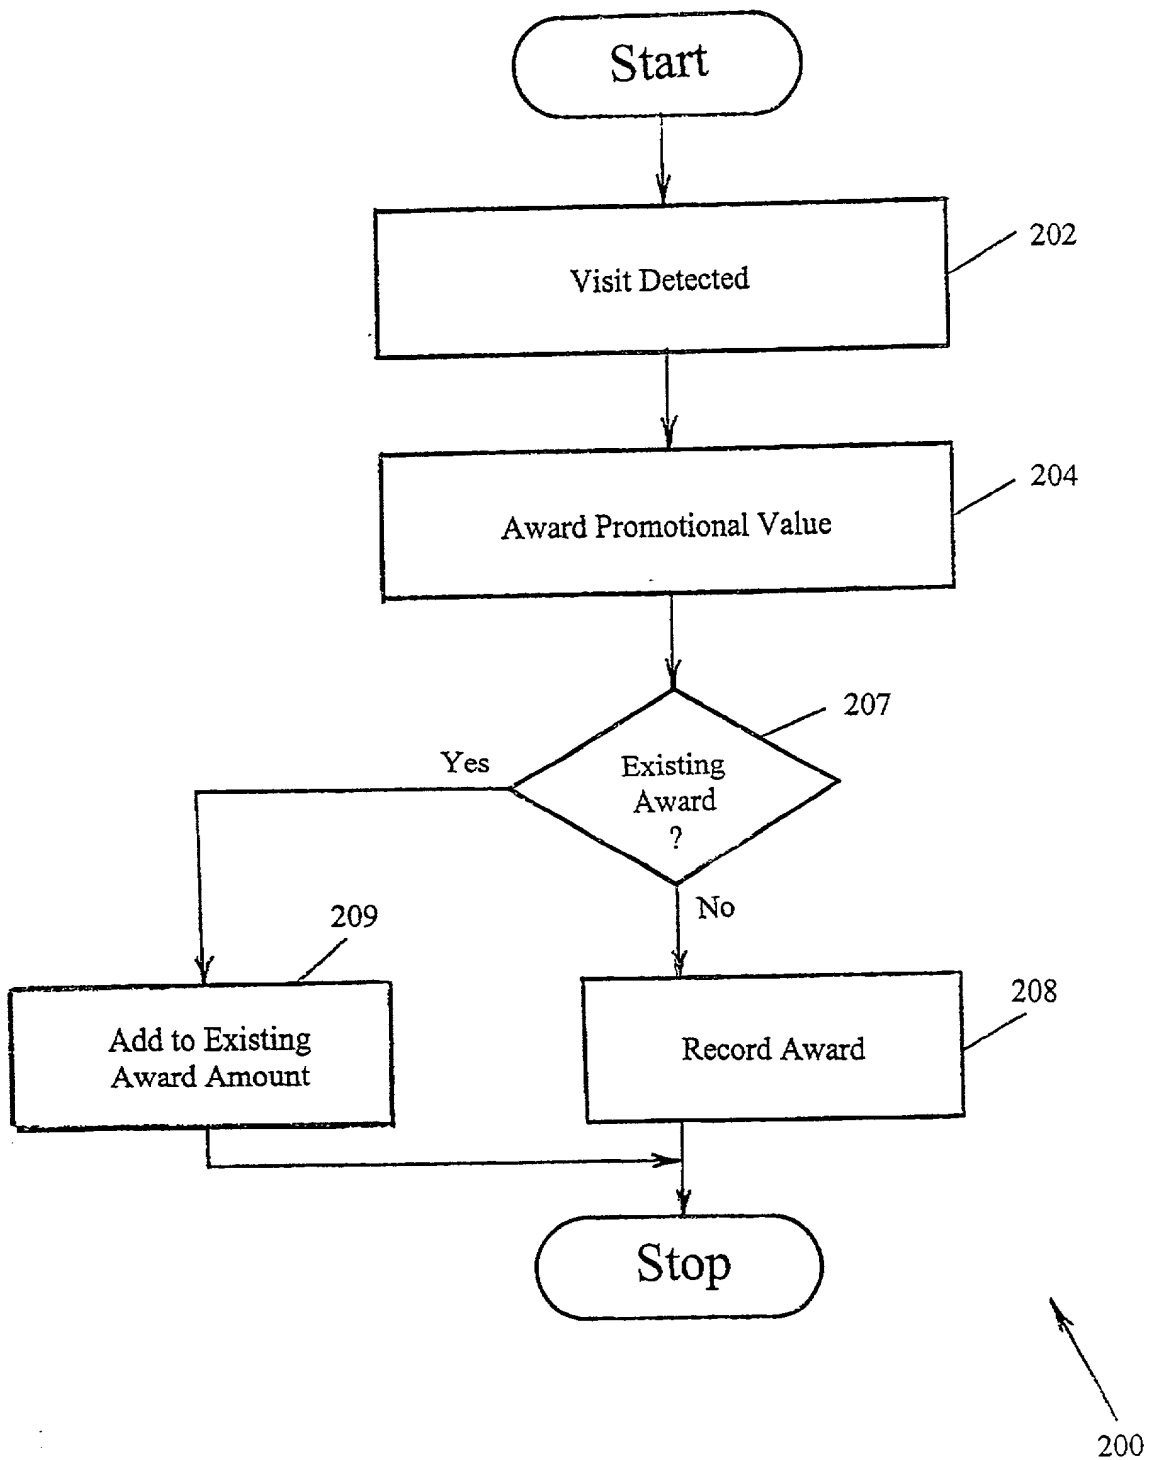 Start
Visit Detected
202
Award Promotional Value
204
207
Existing
Award
?
Yes
No
209
Add to Existing
Award Amount
208
Record Award
Stop
200